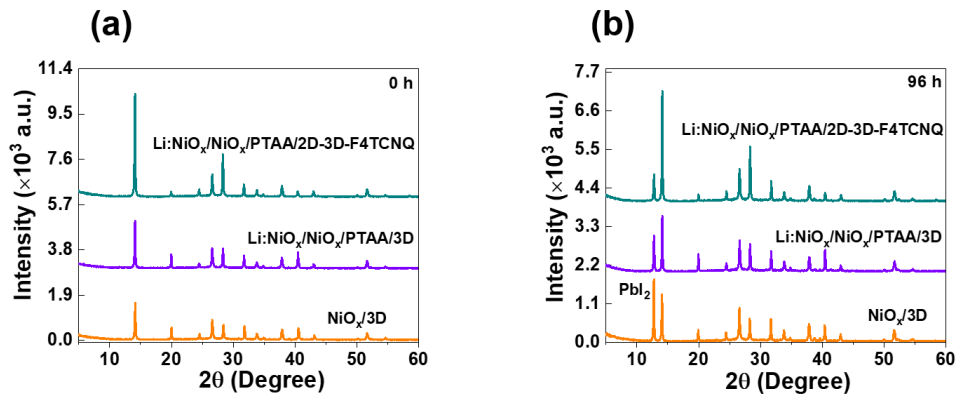 (a)
Intensity (×10³ a.u.)
11.4
9.5
7.6
5.7
3.8
1.9
0.0
0 h
Li:NiOₓ/NiOₓ/PTAA/2D-3D-F4TCNQ
Li:NiOₓ/NiOₓ/PTAA/3D
NiOₓ/3D
10 20 30 40 50 60
2θ (Degree)
(b)
Intensity (×10³ a.u.)
7.7
6.6
5.5
4.4
3.3
2.2
1.1
0.0
96 h
Li:NiOₓ/NiOₓ/PTAA/2D-3D-F4TCNQ
Li:NiOₓ/NiOₓ/PTAA/3D
PbI₂
NiOₓ/3D
10 20 30 40 50 60
2θ (Degree)